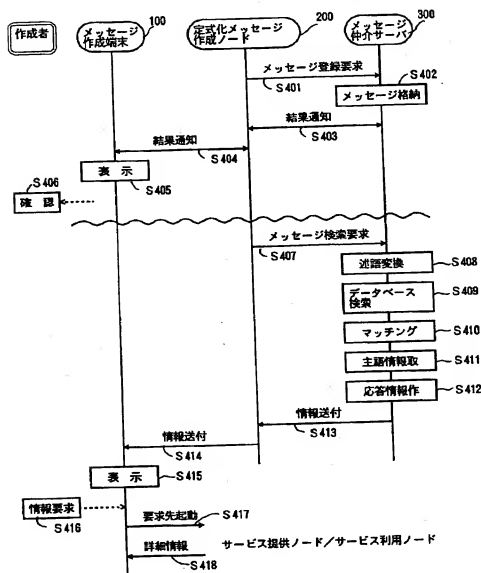 作成者
メッセージ
作成端末
100
定式化メッセージ
作成ノード
200
メッセージ
仲介サーバ
300
メッセージ登録要求
S401
S402
メッセージ格納
結果通知
S403
結果通知
S404
表示
S405
S406
確認
メッセージ検索要求
S407
述語変換
S408
データベース
検索
S409
マッチング
S410
主語情報取
S411
応答情報作
S412
情報送付
S413
情報送付
S414
表示
S415
情報要求
S416
要求先起動
S417
詳細情報
S418
サービス提供ノード/サービス利用ノード